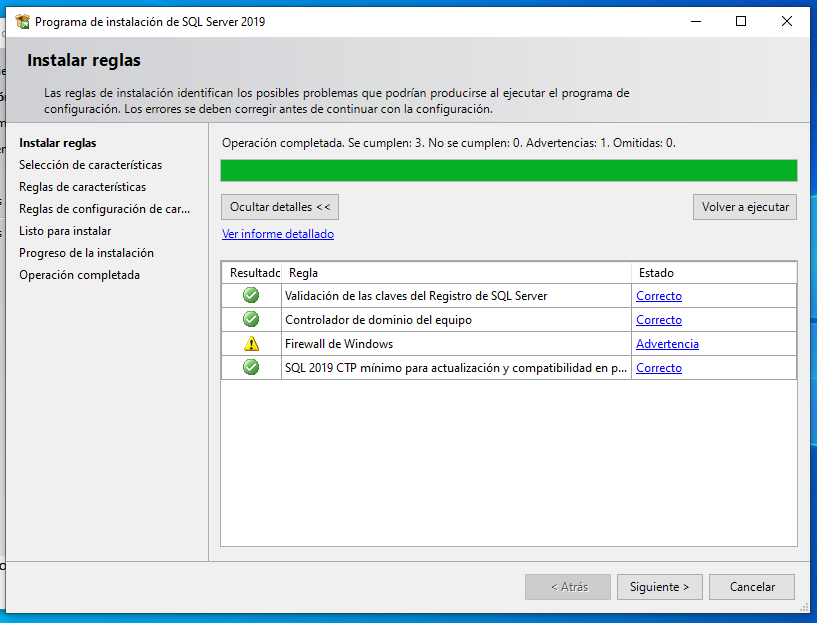 Programa de instalación de SQL Server 2019
Instalar reglas
Las reglas de instalación identifican los posibles problemas que podrían producirse al ejecutar el programa de
configuración. Los errores se deben corregir antes de continuar con la configuración.
Instalar reglas
Selección de características
Reglas de características
Reglas de configuración de car...
Listo para instalar
Progreso de la instalación
Operación completada
Operación completada. Se cumplen: 3. No se cumplen: 0. Advertencias: 1. Omitidas: 0.
Ocultar detalles <<
Volver a ejecutar
Ver informe detallado
Resultado Regla Estado
Validación de las claves del Registro de SQL Server Correcto
Controlador de dominio del equipo Correcto
Firewall de Windows Advertencia
SQL 2019 CTP mínimo para actualización y compatibilidad en p... Correcto
< Atrás Siguiente > Cancelar